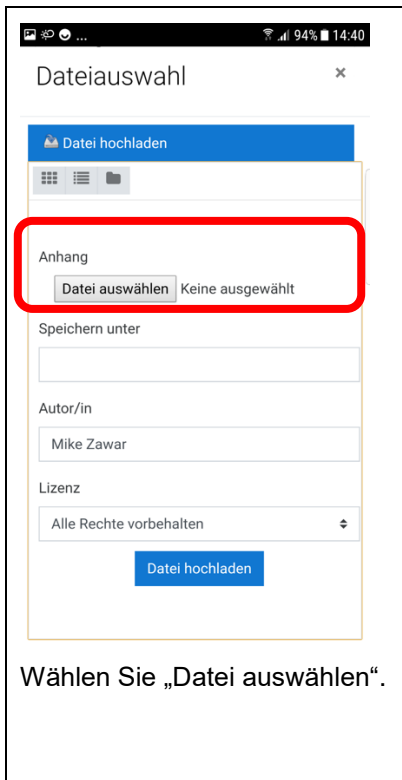 ... 94% 14:40
Dateiauswahl ×
Datei hochladen
Anhang
Datei auswählen Keine ausgewählt
Speichern unter
Autor/in
Mike Zawar
Lizenz
Alle Rechte vorbehalten
Datei hochladen
Wählen Sie „Datei auswählen“.